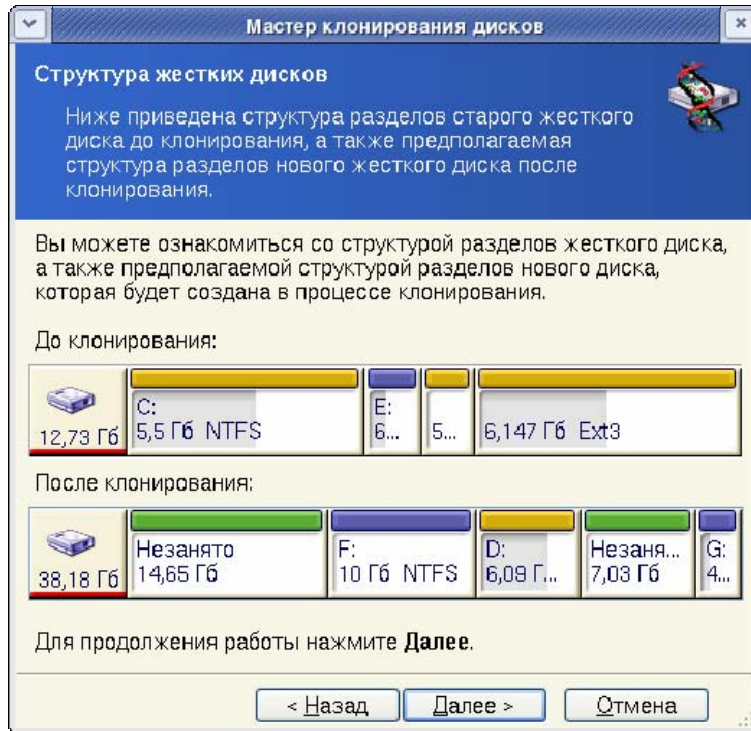 Мастер клонирования дисков
Структура жестких дисков
Ниже приведена структура разделов старого жесткого
диска до клонирования, а также предполагаемая
структура разделов нового жесткого диска после
клонирования.
Вы можете ознакомиться со структурой разделов жесткого диска,
а также предполагаемой структурой разделов нового диска,
которая будет создана в процессе клонирования.
До клонирования:
12,73 Гб
C:
5,5 Гб NTFS
E:
6...
5...
6,147 Гб Ext3
После клонирования:
38,18 Гб
Незанято
14,65 Гб
F:
10 Гб NTFS
D:
6,09 Г...
Незаня...
7,03 Гб
G:
4...
Для продолжения работы нажмите Далее.
< Назад
Далее >
Отмена